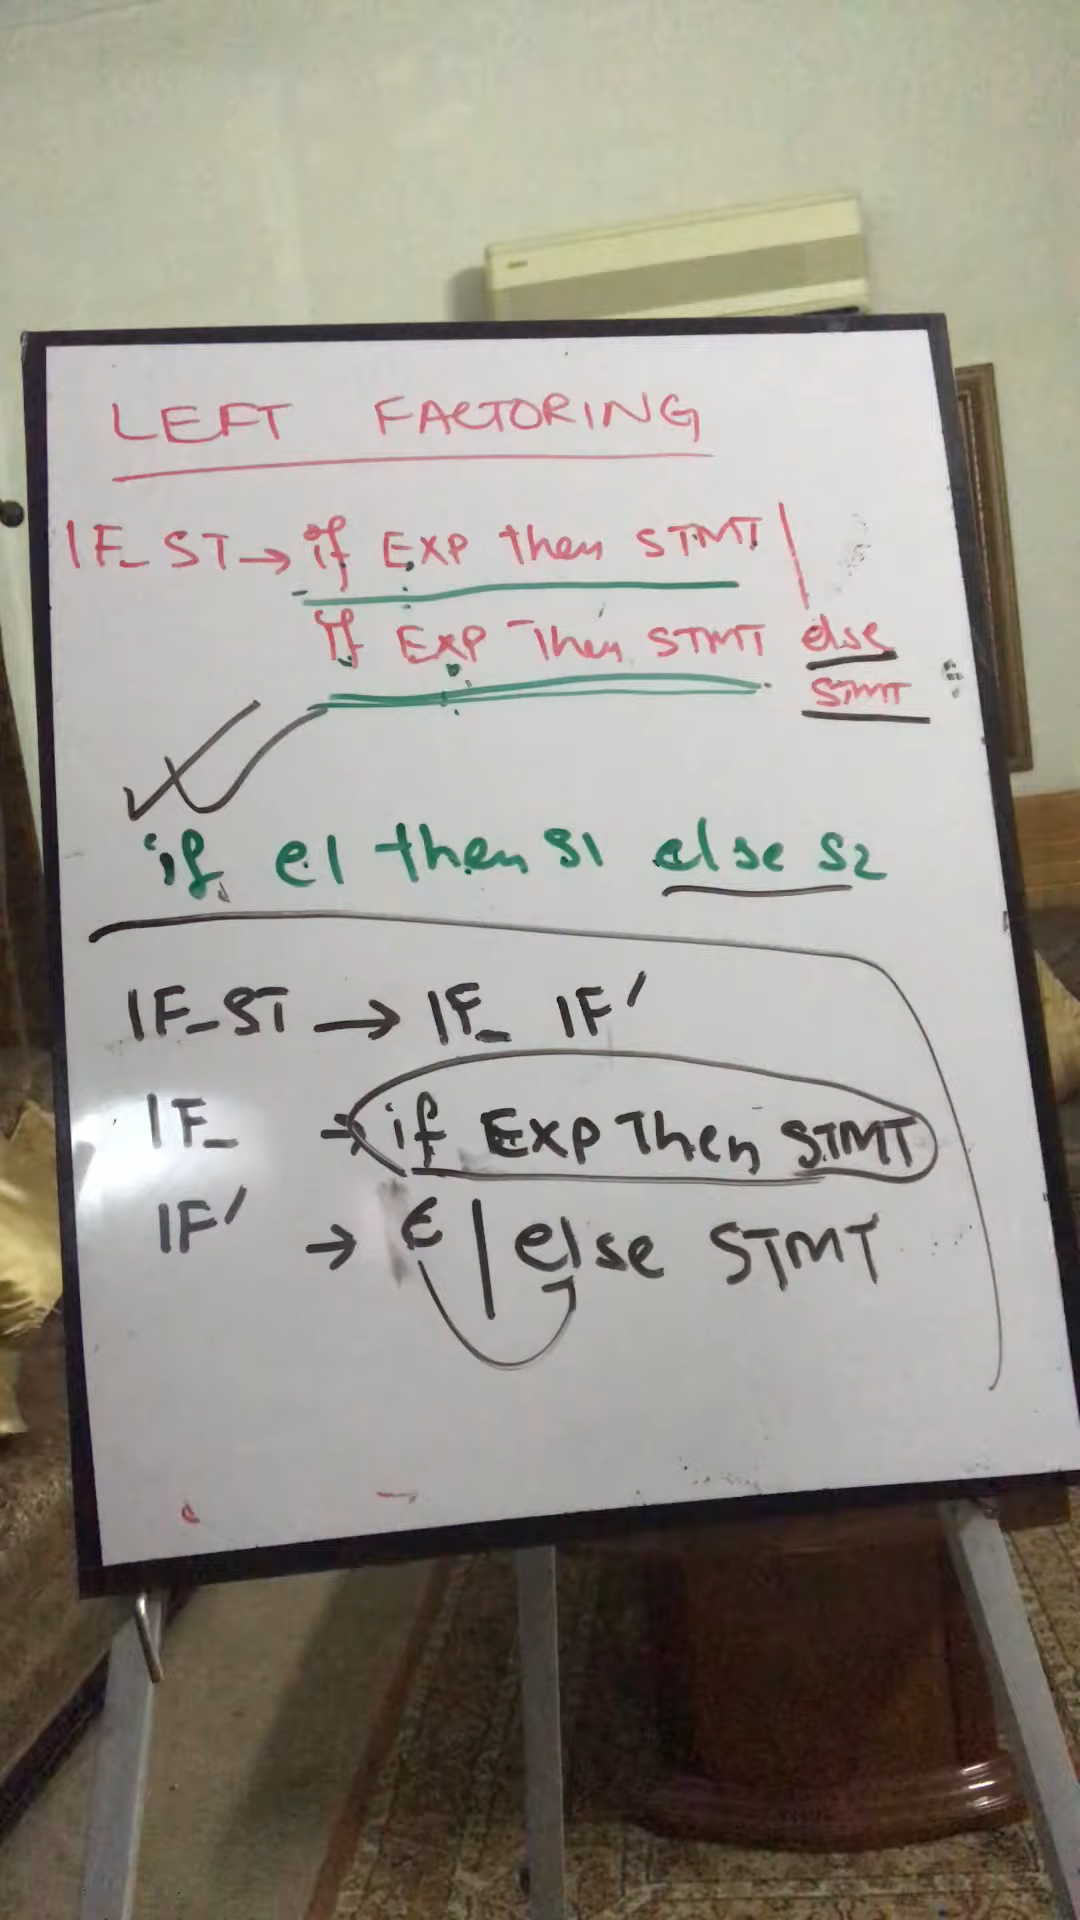 LEFT FACTORING
IF_ST → if EXP then STMT |
if EXP Then STMT else
STMT
if e1 then s1 else s2
IF_ST → IF_ IF'
IF_ → if EXP Then STMT
IF' → ε | else STMT